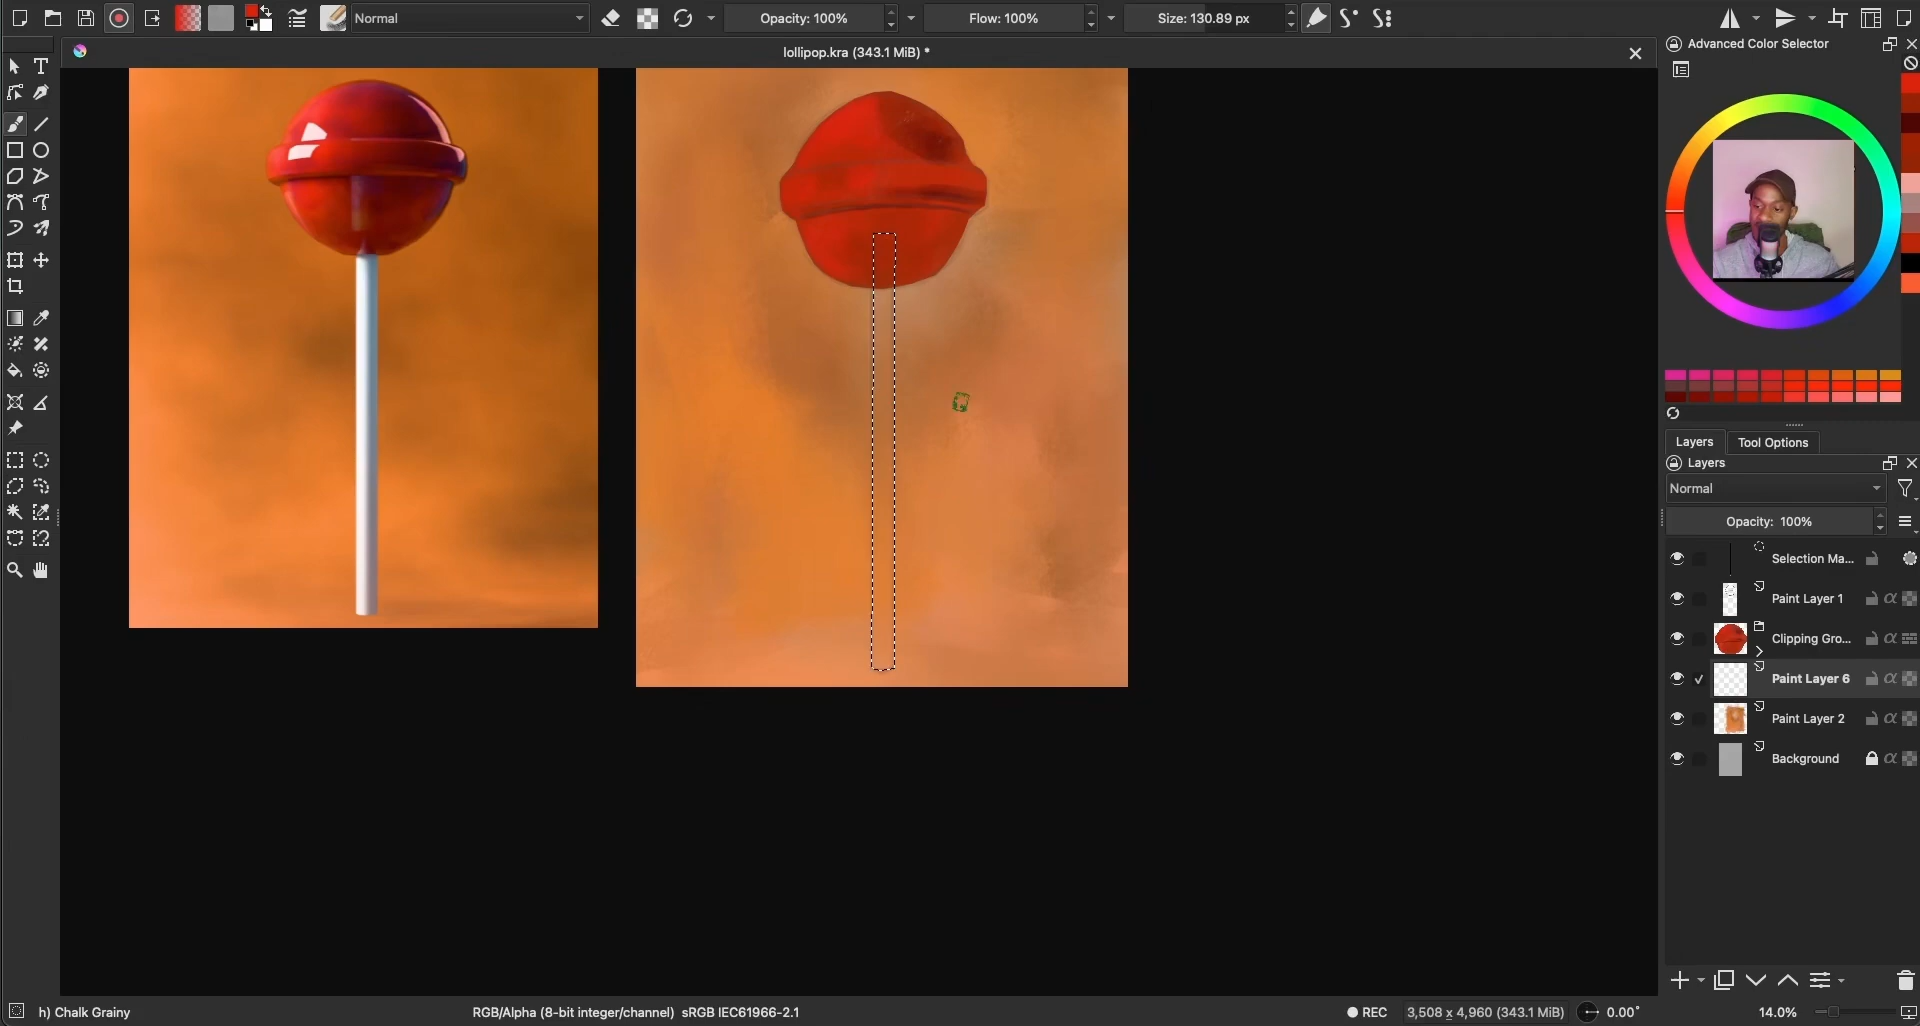 Normal
Opacity: 100%
Flow: 100%
Size: 130.89 px
lollipop.kra (343.1 MiB) *
Advanced Color Selector
Layers
Tool Options
Layers
Normal
Opacity: 100%
Selection Ma...
Paint Layer 1
Clipping Gro...
Paint Layer 6
Paint Layer 2
Background
h) Chalk Grainy
RGB/Alpha (8-bit integer/channel) sRGB IEC61966-2.1
REC
3,508 x 4,960 (343.1 MiB)
0.00°
14.0%